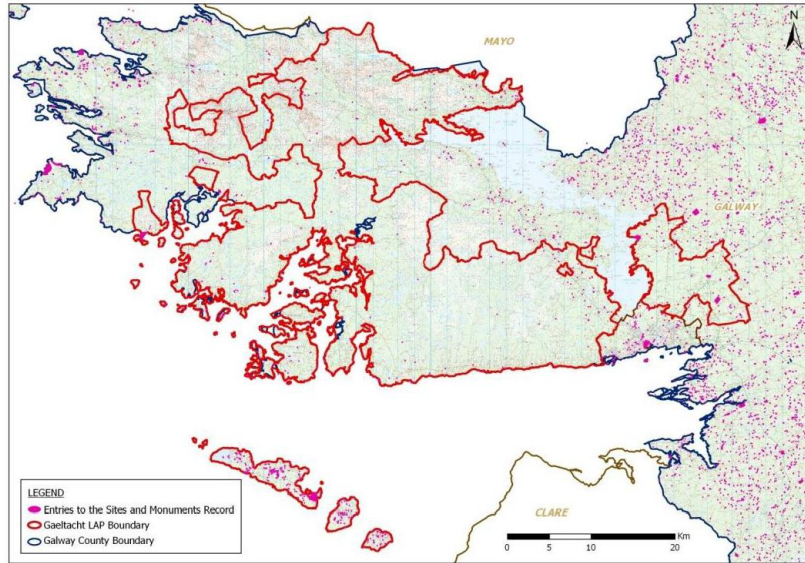 MAYO
N
GALWAY
CLARE
LEGEND
Entries to the Sites and Monuments Record
Gaeltacht LAP Boundary
Galway County Boundary
Km
0 5 10 20